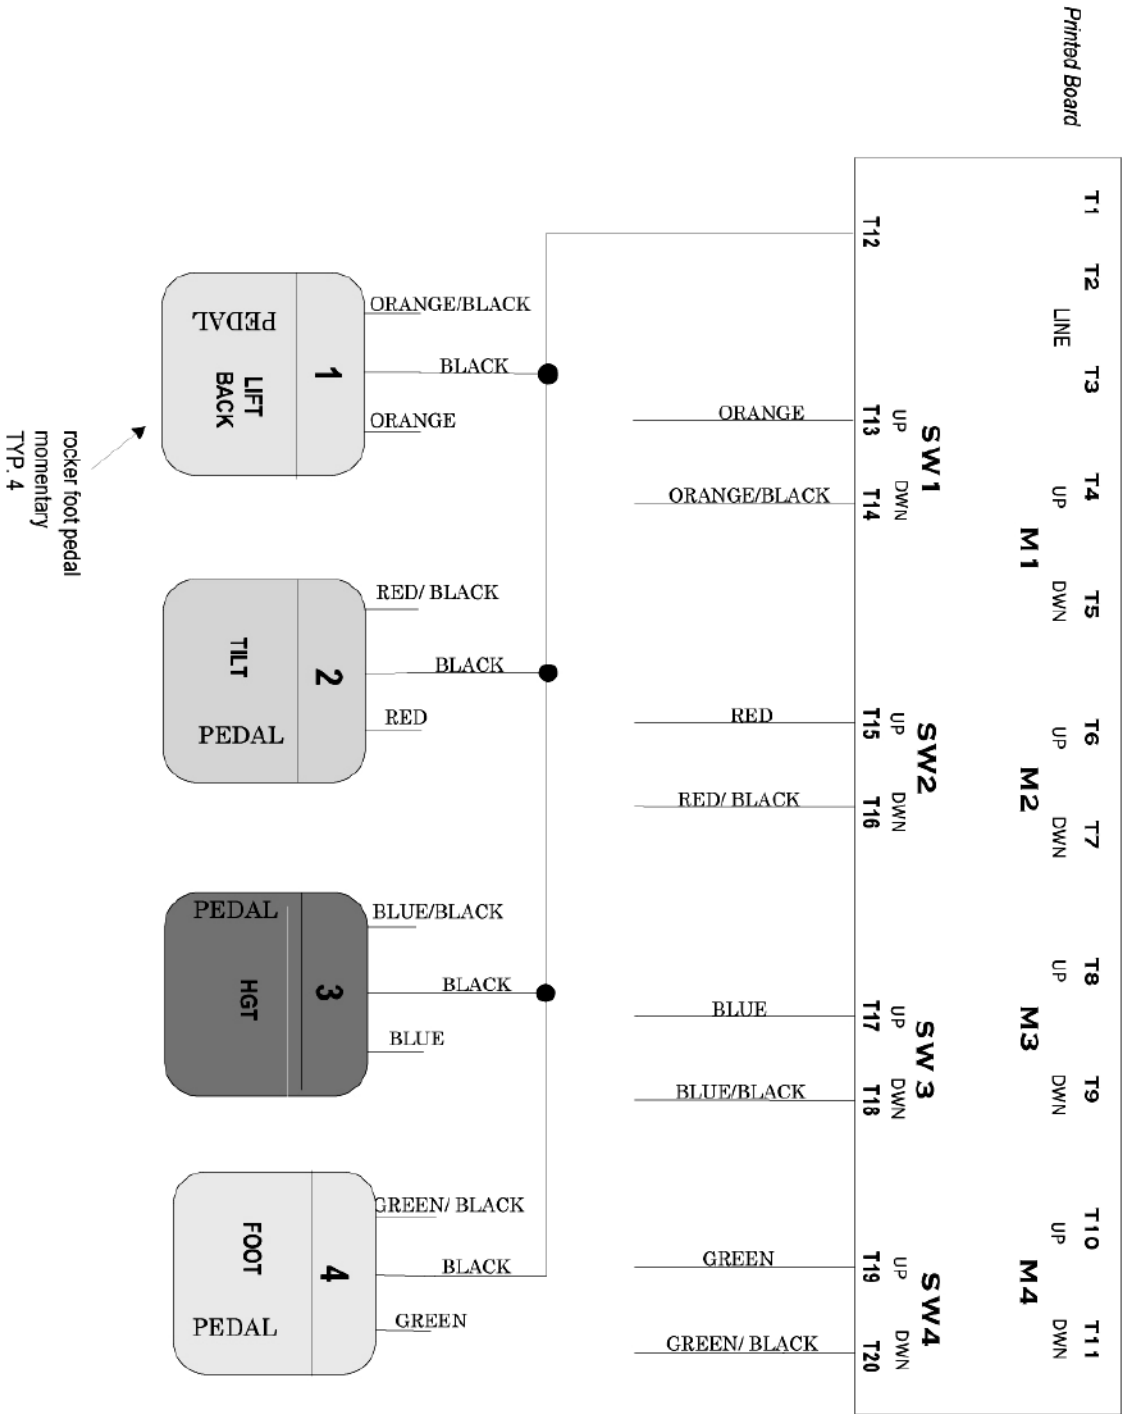 Printed Board
T1
T2
LINE
T3
T4
UP
M1
T5
DWN
T6
UP
M2
T7
DWN
T8
UP
M3
T9
DWN
T10
UP
M4
T11
DWN
T12
SW1
UP
T13
DWN
T14
SW2
UP
T15
DWN
T16
SW3
UP
T17
DWN
T18
SW4
UP
T19
DWN
T20
ORANGE
ORANGE/BLACK
RED
RED/ BLACK
BLUE
BLUE/BLACK
GREEN
GREEN/ BLACK
ORANGE/BLACK
BLACK
ORANGE
1
LIFT
BACK
PEDAL
RED/ BLACK
BLACK
RED
2
TILT
PEDAL
BLUE/BLACK
BLACK
BLUE
3
HGT
PEDAL
GREEN/ BLACK
BLACK
GREEN
4
FOOT
PEDAL
rocker foot pedal
momentary
TYP. 4